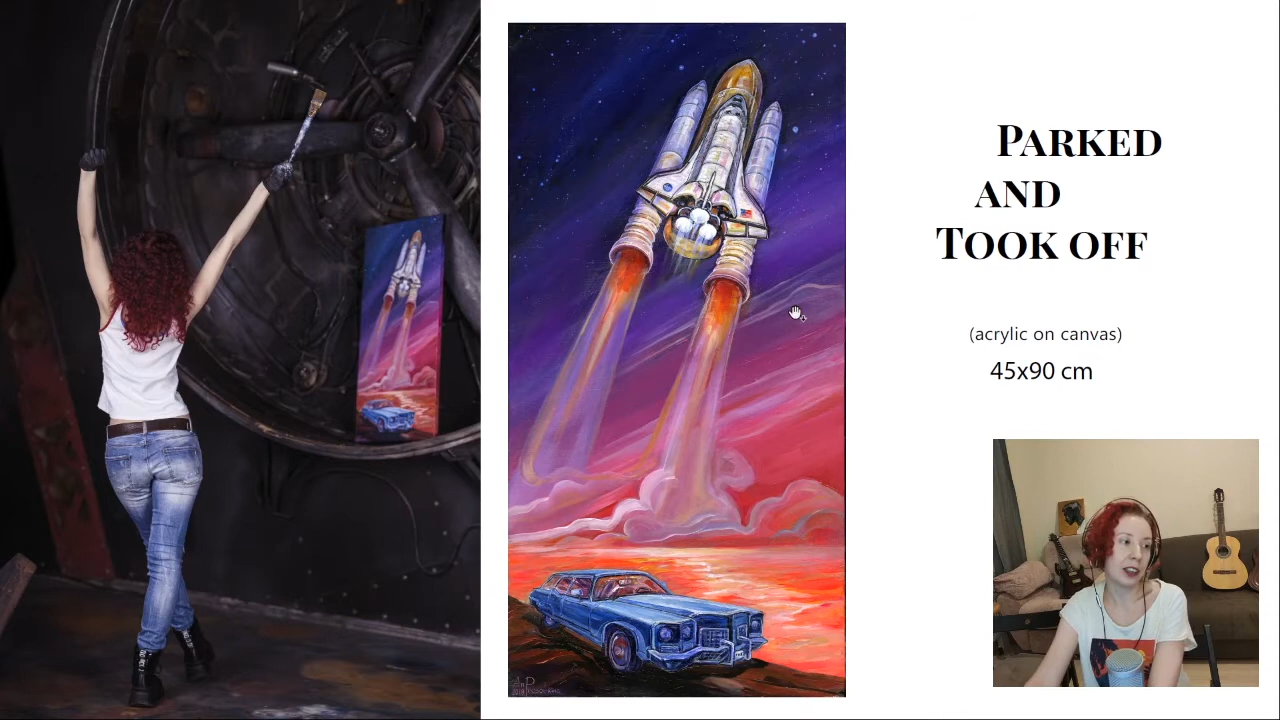 PARKED
AND
TOOK OFF
(acrylic on canvas)
45x90 cm